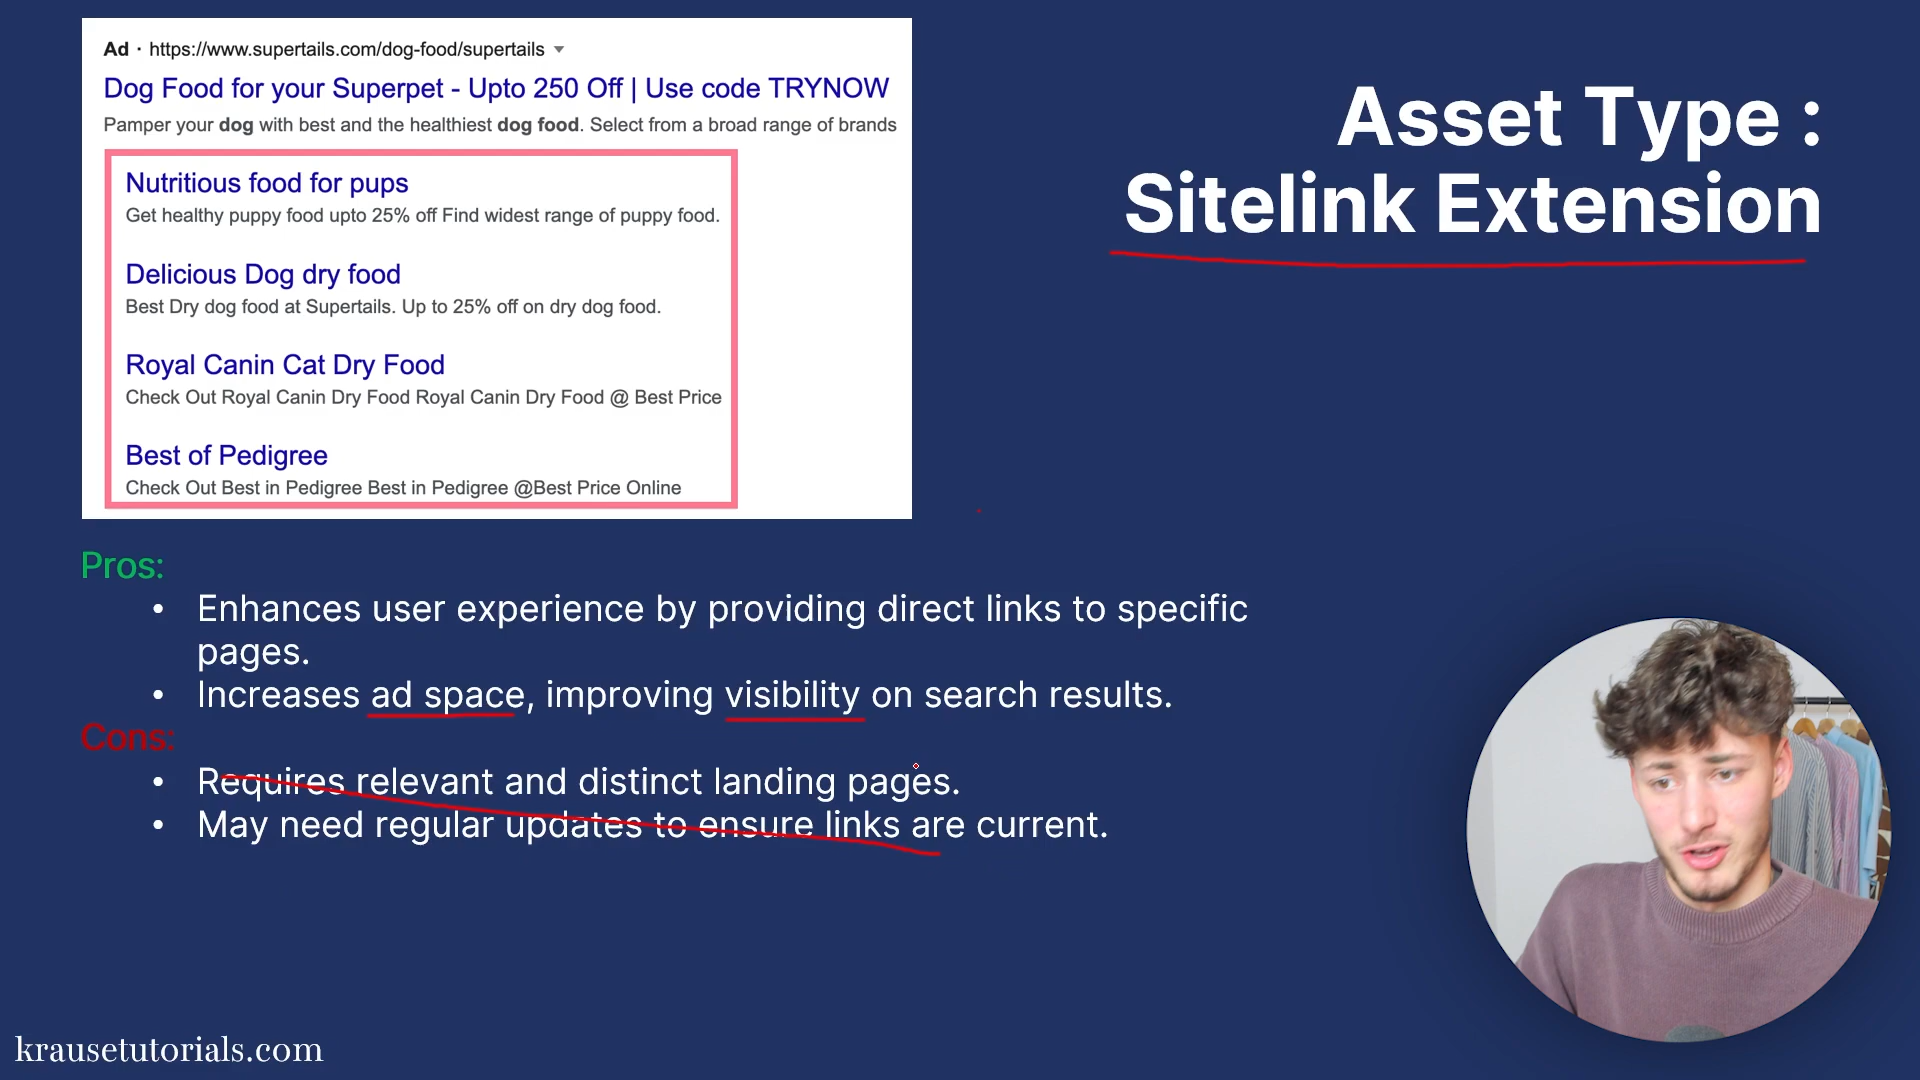 Ad · https://www.supertails.com/dog-food/supertails
Dog Food for your Superpet - Upto 250 Off | Use code TRYNOW
Pamper your dog with best and the healthiest dog food. Select from a broad range of brands
Nutritious food for pups
Get healthy puppy food upto 25% off Find widest range of puppy food.
Delicious Dog dry food
Best Dry dog food at Supertails. Up to 25% off on dry dog food.
Royal Canin Cat Dry Food
Check Out Royal Canin Dry Food Royal Canin Dry Food @ Best Price
Best of Pedigree
Check Out Best in Pedigree Best in Pedigree @Best Price Online
Asset Type :
Sitelink Extension
Pros:
• Enhances user experience by providing direct links to specific
pages.
• Increases ad space, improving visibility on search results.
Cons:
• Requires relevant and distinct landing pages.
• May need regular updates to ensure links are current.
krausetutorials.com